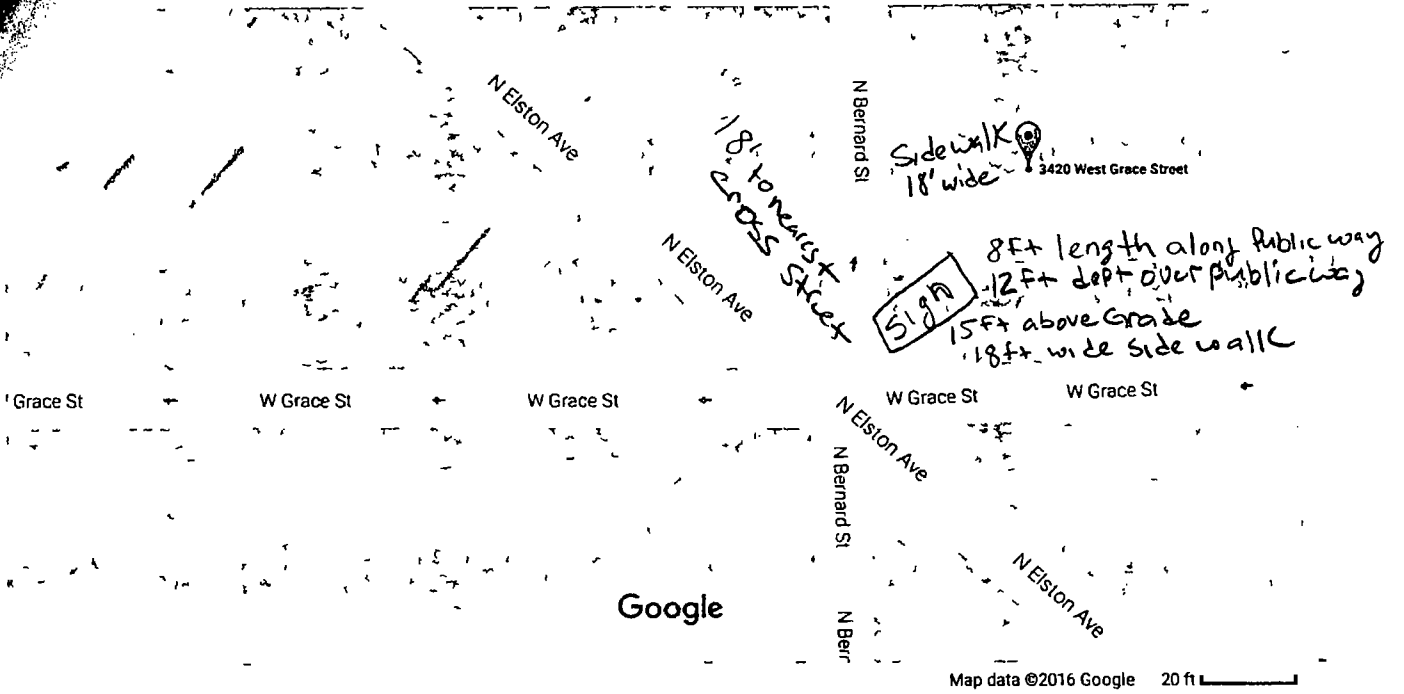 N Elston Ave
N Bernard St
Sidewalk
18' wide
3420 West Grace Street
18' to nearest
cross street
N Elston Ave
Sign
8Ft length along Public way
12Ft dept over public way
15Ft above Grade
18ft wide side wallk
Grace St
W Grace St
W Grace St
W Grace St
W Grace St
N Elston Ave
N Bernard St
N Elston Ave
Google
N Berr
Map data ©2016 Google 20 ft